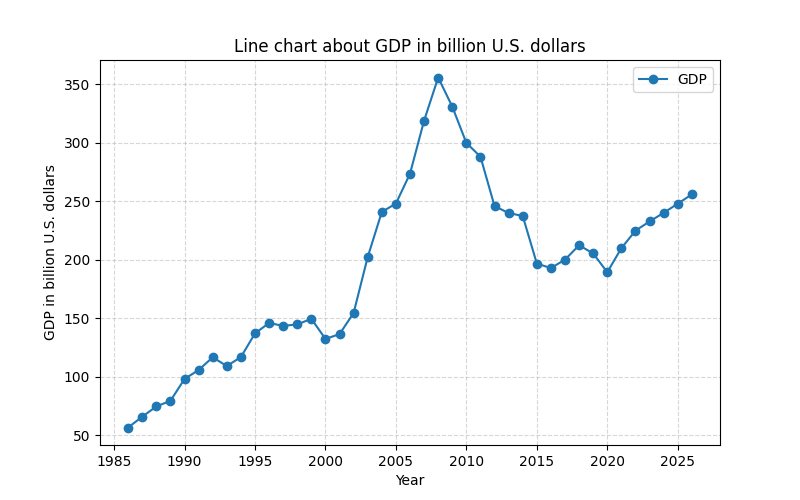 Line chart about GDP in billion U.S. dollars
GDP
350
300
250
200
150
100
50
GDP in billion U.S. dollars
1985 1990 1995 2000 2005 2010 2015 2020 2025
Year